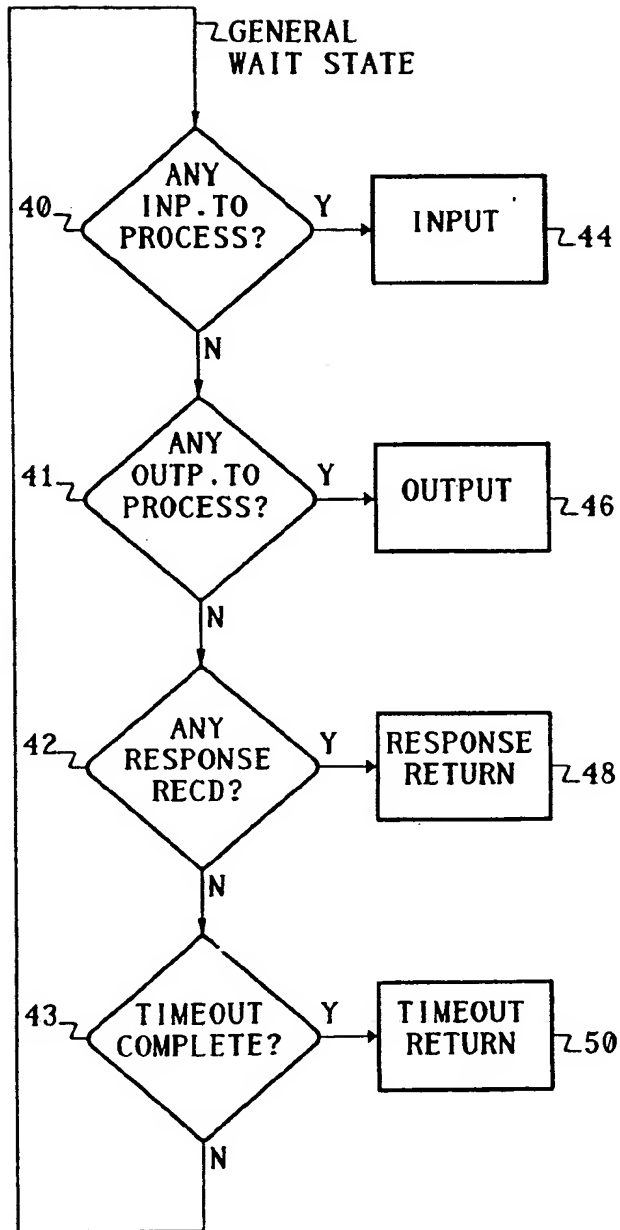 GENERAL
WAIT STATE
40
ANY
INP.TO
PROCESS?
Y
INPUT
44
N
41
ANY
OUTP.TO
PROCESS?
Y
OUTPUT
46
N
42
ANY
RESPONSE
RECD?
Y
RESPONSE
RETURN
48
N
43
TIMEOUT
COMPLETE?
Y
TIMEOUT
RETURN
50
N